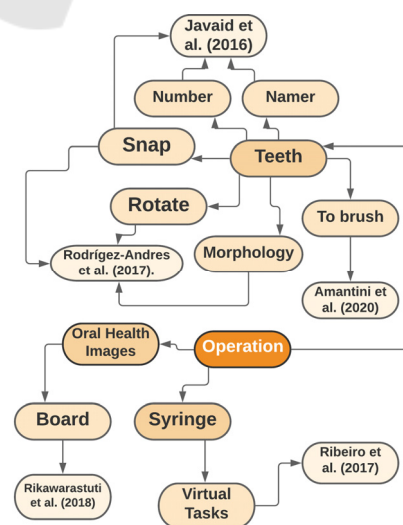 Javaid et
al. (2016)
Number
Namer
Snap
Teeth
Rotate
To brush
Rodrígez-Andres
et al. (2017).
Morphology
Amantini et
al. (2020)
Oral Health
Images
Operation
Board
Syringe
Ribeiro et
al. (2017)
Rikawarastuti
et al. (2018)
Virtual
Tasks